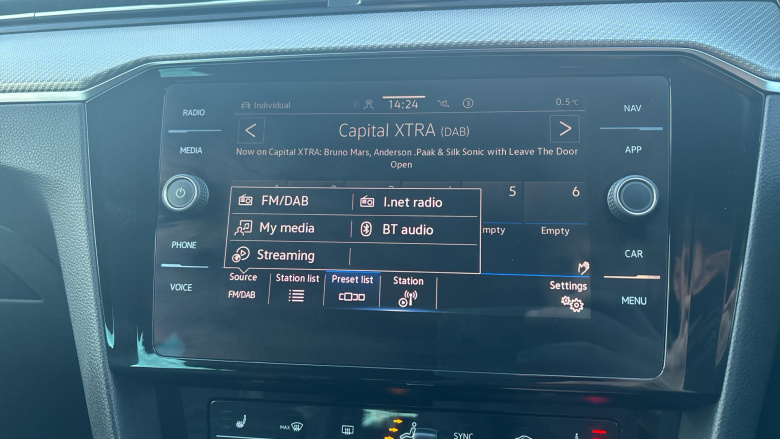 Individual 14:24 0.5°C
RADIO
NAV
Capital XTRA (DAB)
MEDIA
APP
Now on Capital XTRA: Bruno Mars, Anderson .Paak & Silk Sonic with Leave The Door
Open
5 6
FM/DAB I.net radio
My media BT audio
mpty Empty
Streaming
PHONE
CAR
VOICE
MENU
Source Station list Preset list Station Settings
FM/DAB
MAX SYNC